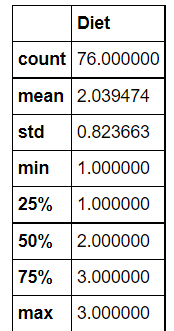 Diet
count 76.000000
mean 2.039474
std 0.823663
min 1.000000
25% 1.000000
50% 2.000000
75% 3.000000
max 3.000000